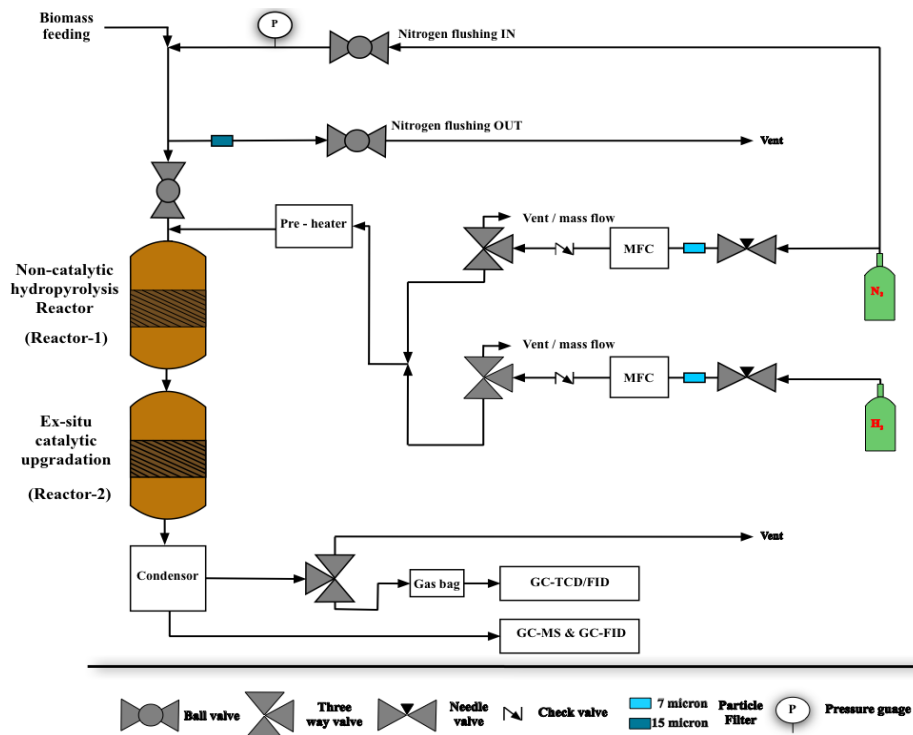 Biomass
feeding
P
Nitrogen flushing IN
Nitrogen flushing OUT
Vent
Pre - heater
Vent / mass flow
MFC
N₂
Non-catalytic
hydropyrolysis
Reactor
(Reactor-1)
Vent / mass flow
MFC
H₂
Ex-situ
catalytic
upgradation
(Reactor-2)
Vent
Condensor
Gas bag
GC-TCD/FID
GC-MS & GC-FID
Ball valve
Three
way valve
Needle
valve
Check valve
7 micron
15 micron
Particle
Filter
P
Pressure guage